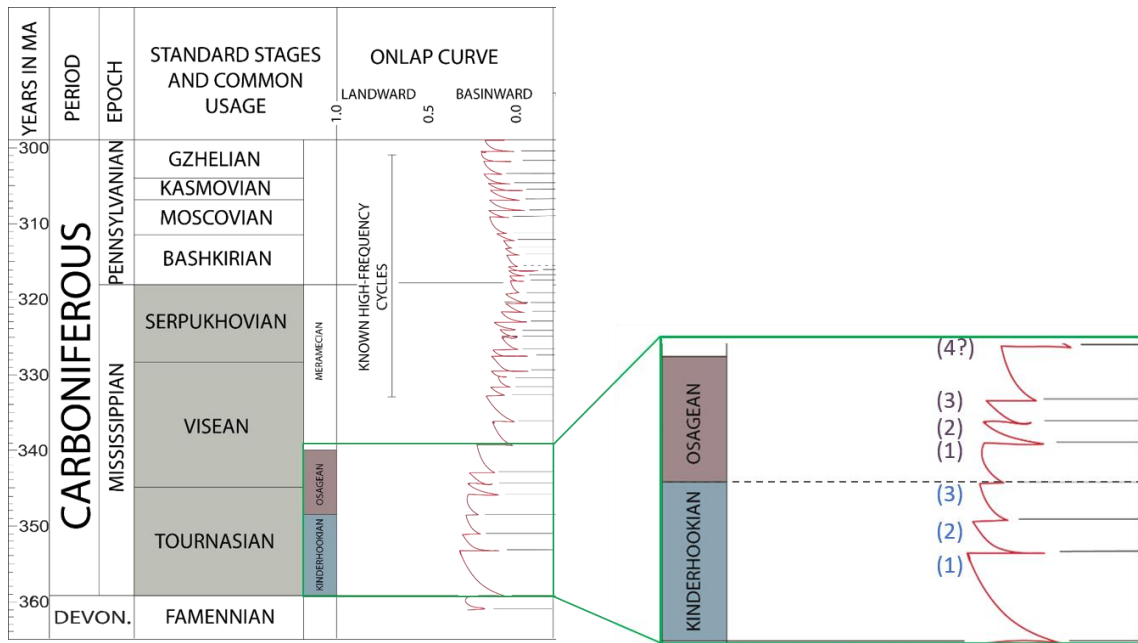 YEARS IN MA
PERIOD
EPOCH
STANDARD STAGES
AND COMMON
USAGE
ONLAP CURVE
LANDWARD
BASINWARD
1.0
0.5
0.0
300
310
320
330
340
350
360
CARBONIFEROUS
DEVON.
PENNSYLVANIAN
MISSISSIPPIAN
GZHELIAN
KASMOVIAN
MOSCOVIAN
BASHKIRIAN
SERPUKHOVIAN
VISEAN
TOURNASIAN
FAMENNIAN
MERAMECIAN
OSAGEAN
KINDERHOOKIAN
KNOWN HIGH-FREQUENCY
CYCLES
OSAGEAN
KINDERHOOKIAN
(4?)
(3)
(2)
(1)
(3)
(2)
(1)